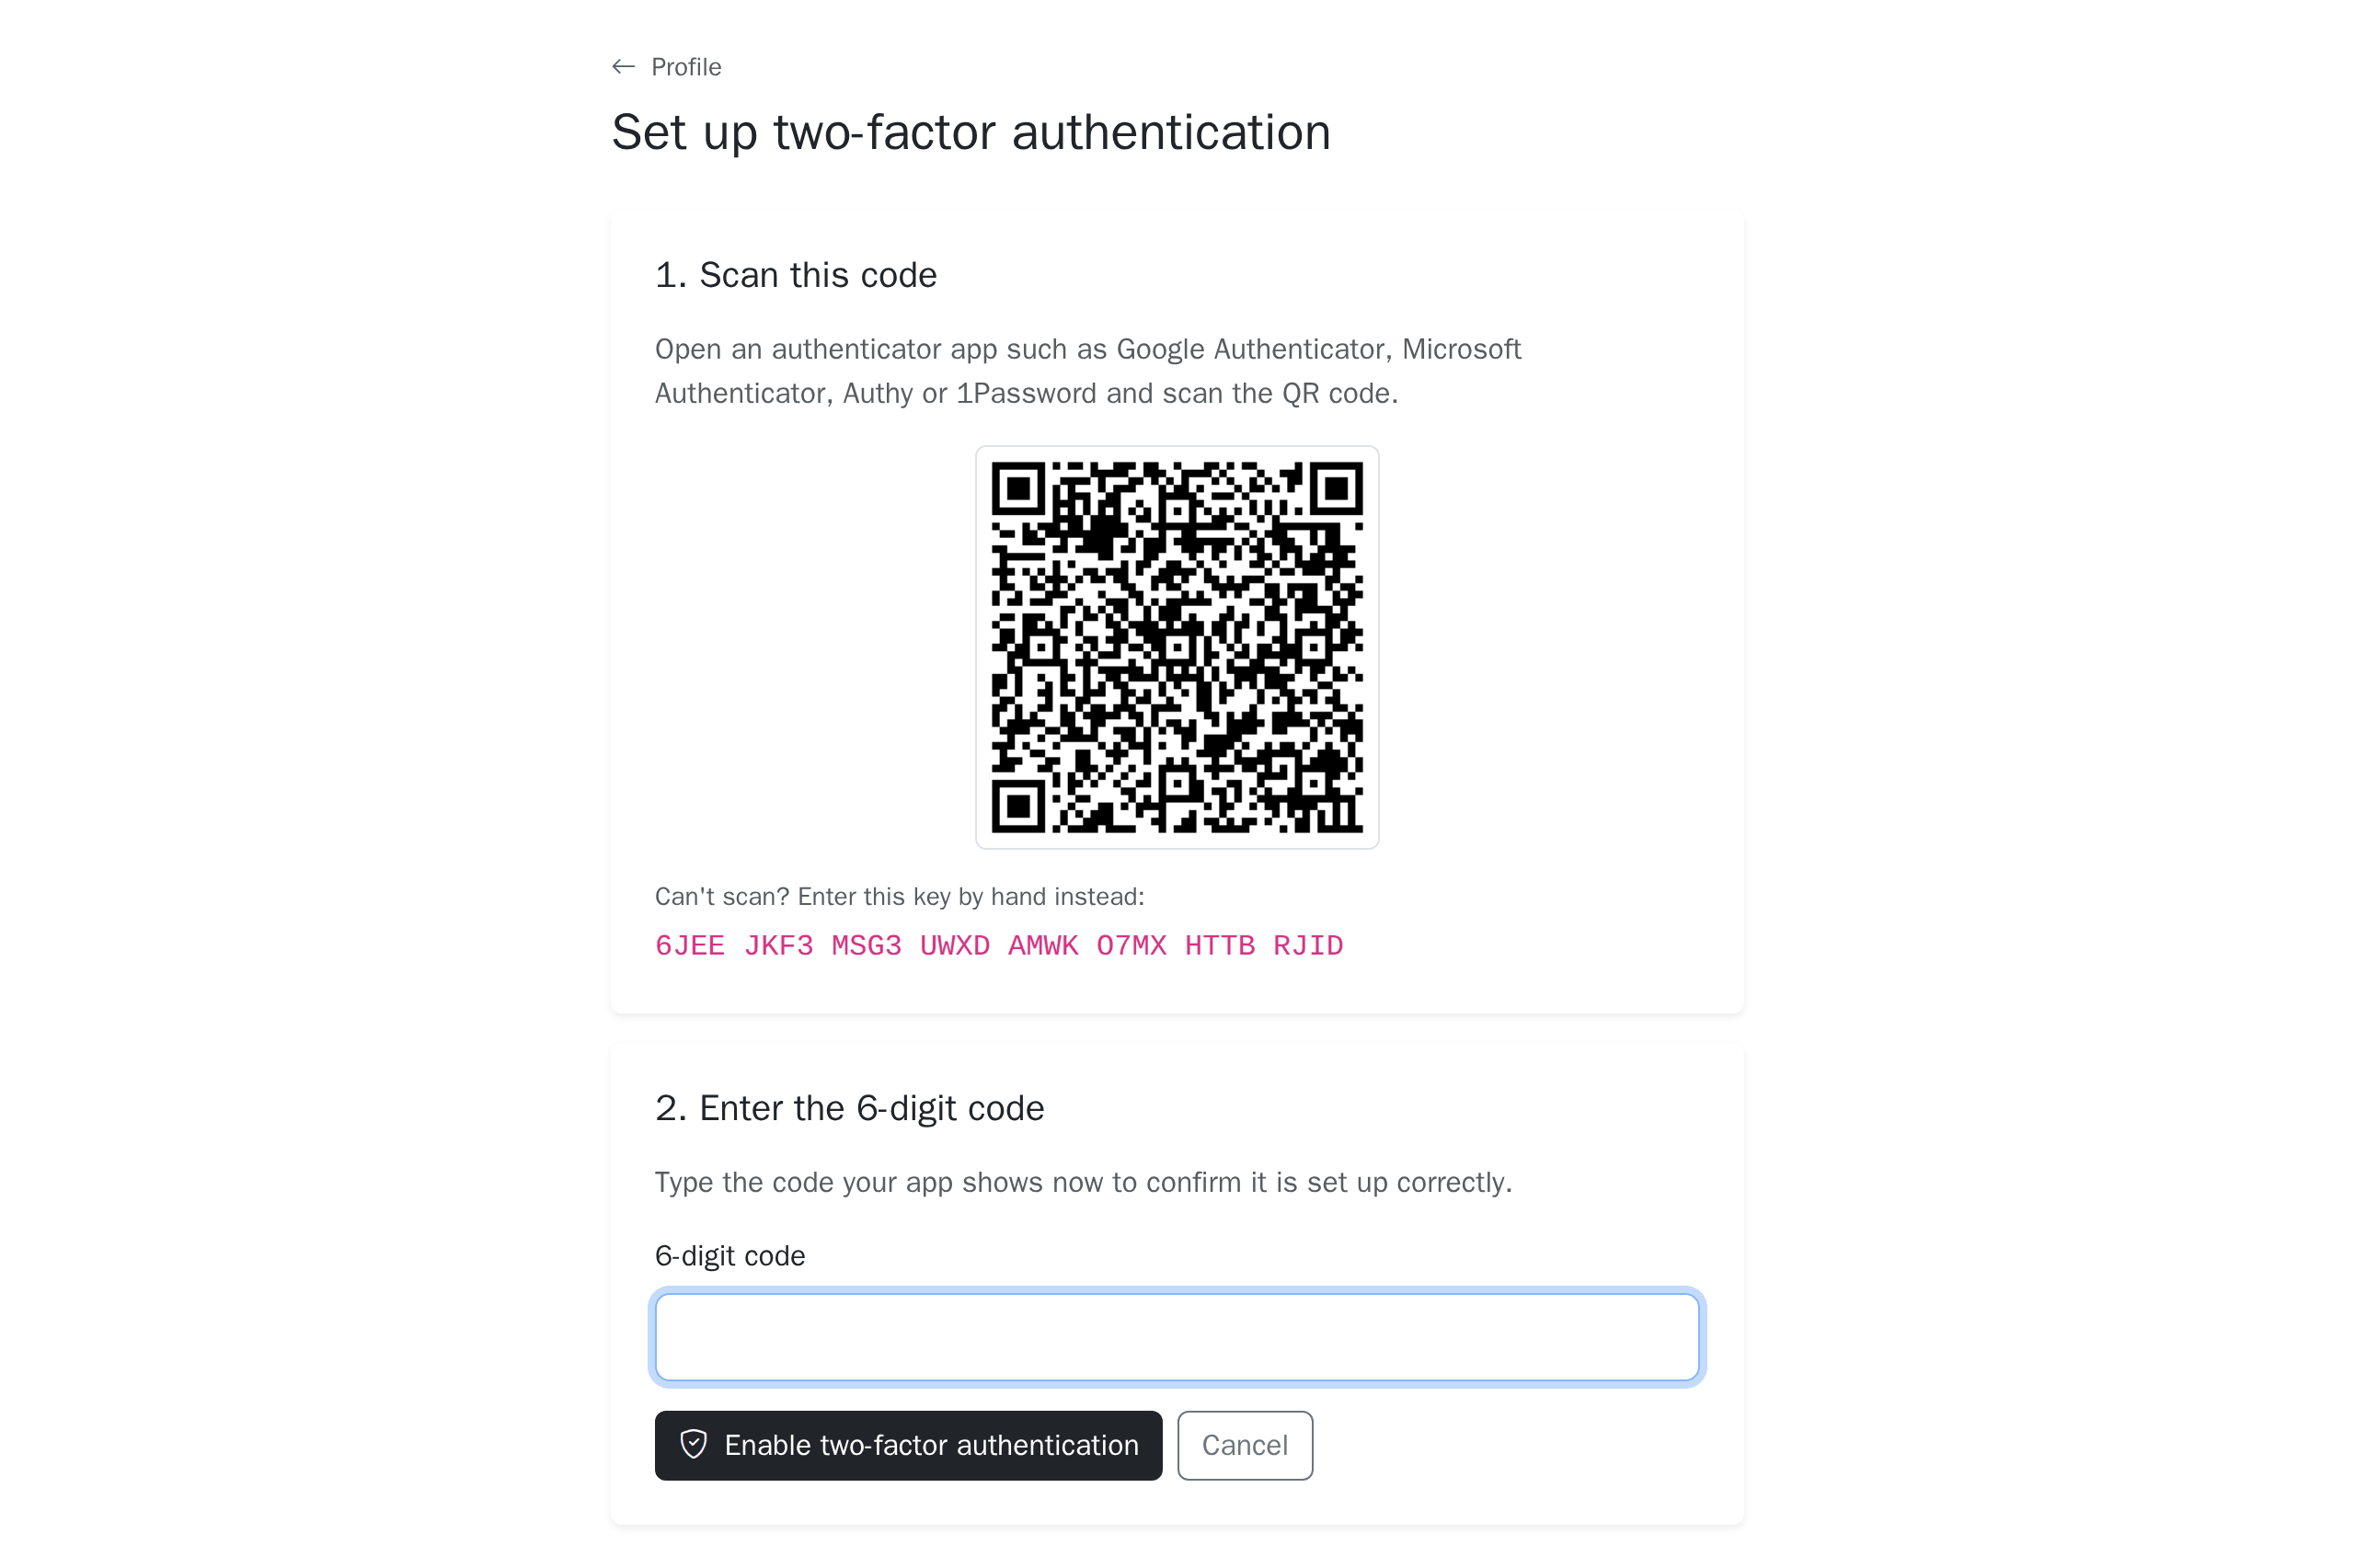 Profile
Set up two-factor authentication
1. Scan this code
Open an authenticator app such as Google Authenticator, Microsoft
Authenticator, Authy or 1Password and scan the QR code.
Can't scan? Enter this key by hand instead:
6JEE JKF3 MSG3 UWXD AMWK O7MX HTTB RJID
2. Enter the 6-digit code
Type the code your app shows now to confirm it is set up correctly.
6-digit code
Enable two-factor authentication
Cancel